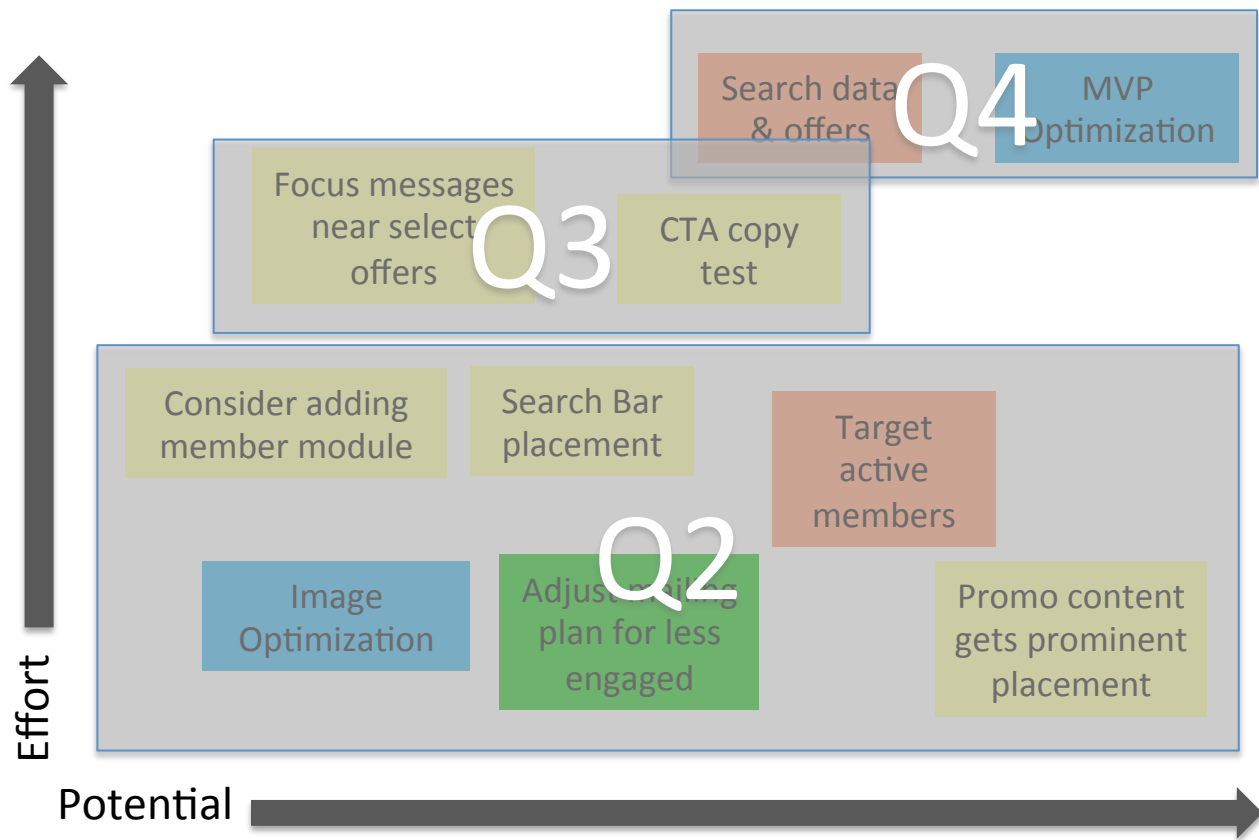 Search data
& offers
Q4
MVP
Optimization
Focus messages
near select
offers
Q3
CTA copy
test
Consider adding
member module
Search Bar
placement
Target
active
members
Q2
Image
Optimization
Adjust mailing
plan for less
engaged
Promo content
gets prominent
placement
Effort
Potential